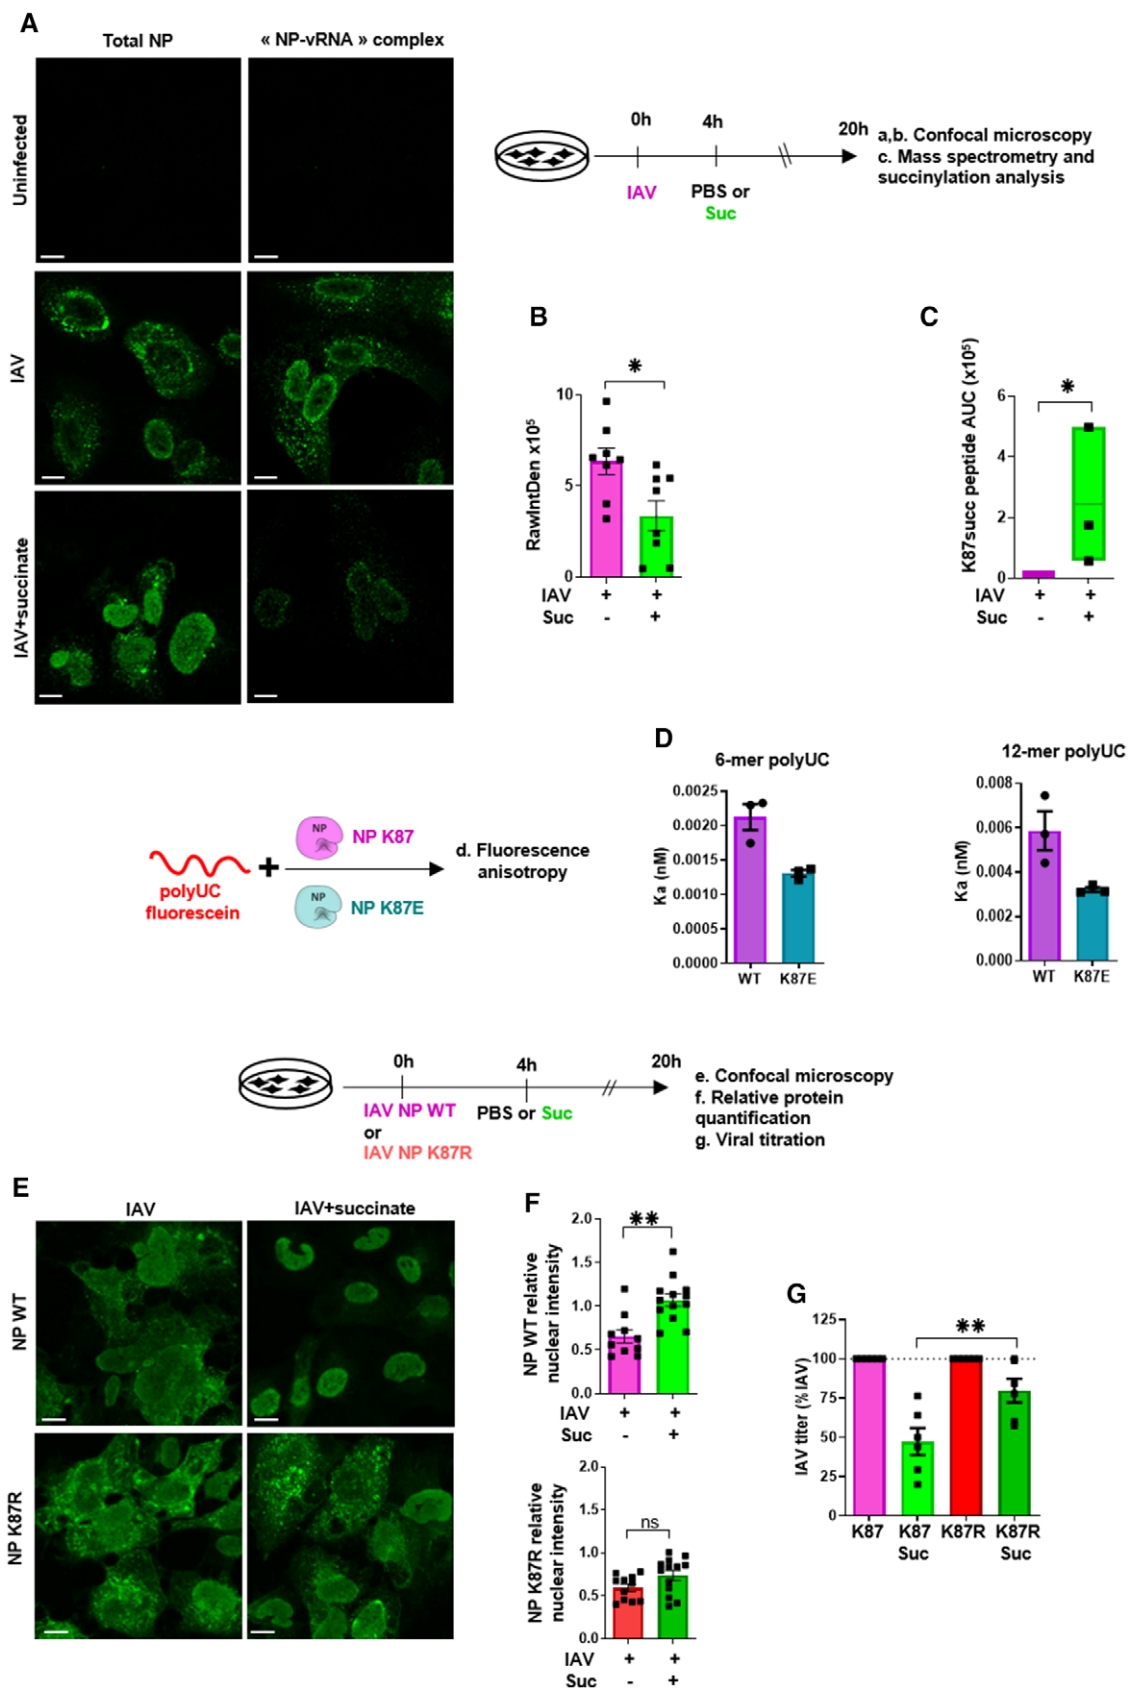 A
Total NP
« NP-vRNA » complex
Uninfected
IAV
IAV+succinate
0h
4h
20h
IAV
PBS or
Suc
a,b. Confocal microscopy
c. Mass spectrometry and
succinylation analysis
B
RawIntDen x10⁵
10
5
0
*
IAV + +
Suc - +
C
K87succ peptide AUC (x10⁵)
6
4
2
0
*
IAV + +
Suc - +
polyUC
fluorescein
+
NP
NP K87
NP
NP K87E
d. Fluorescence
anisotropy
D
6-mer polyUC
Ka (nM)
0.0025
0.0020
0.0015
0.0010
0.0005
0.0000
WT K87E
12-mer polyUC
Ka (nM)
0.008
0.006
0.004
0.002
0.000
WT K87E
0h
4h
20h
IAV NP WT
or
IAV NP K87R
PBS or Suc
e. Confocal microscopy
f. Relative protein
quantification
g. Viral titration
E
IAV
IAV+succinate
NP WT
NP K87R
F
NP WT relative
nuclear intensity
2.0
1.5
1.0
0.5
0.0
**
IAV + +
Suc - +
NP K87R relative
nuclear intensity
2.0
1.5
1.0
0.5
0.0
ns
IAV + +
Suc - +
G
IAV titer (%IAV)
125
100
75
50
25
0
**
K87 K87 K87R K87R
Suc Suc